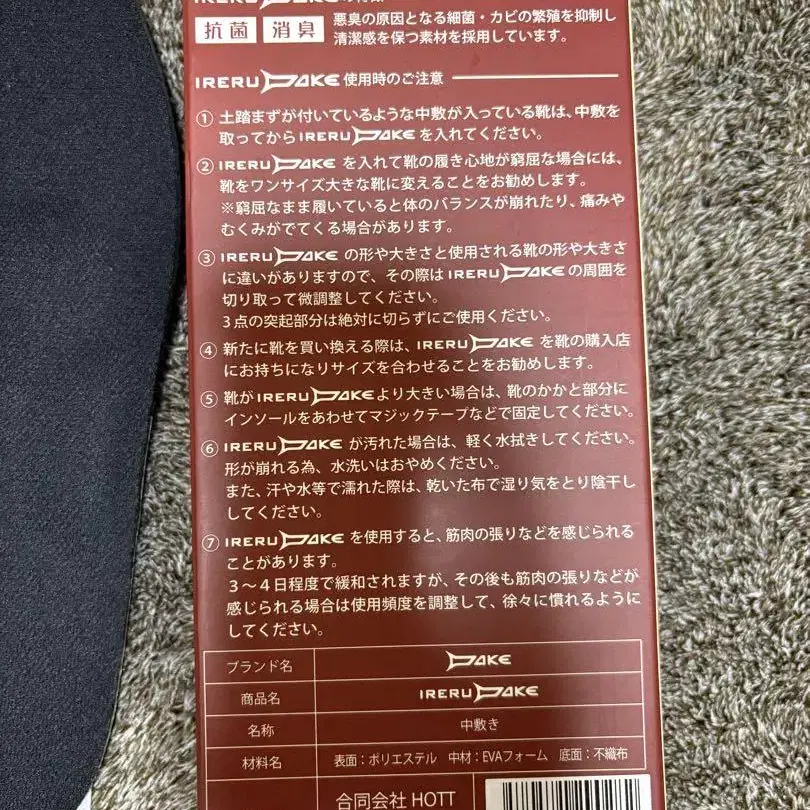 IRERU DAKEの特徴
抗菌 消臭
悪臭の原因となる細菌・カビの繁殖を抑制し
清潔感を保つ素材を採用しています。
IRERU DAKE 使用時のご注意
① 土踏まずが付いているような中敷が入っている靴は、中敷を
取ってからIRERU DAKE を入れてください。
② IRERU DAKE を入れて靴の履き心地が窮屈な場合には、
靴をワンサイズ大きな靴に変えることをお勧めします。
※窮屈なまま履いていると体のバランスが崩れたり、痛みや
むくみがでてくる場合があります。
③ IRERU DAKE の形や大きさと使用される靴の形や大きさ
に違いがありますので、その際は IRERU DAKE の周囲を
切り取って微調整してください。
3点の突起部分は絶対に切らずにご使用ください。
④ 新たに靴を買い換える際は、IRERU DAKE を靴の購入店
にお持ちになりサイズを合わせることをお勧めします。
⑤ 靴が IRERU DAKE より大きい場合は、靴のかかと部分に
インソールをあわせてマジックテープなどで固定してください。
⑥ IRERU DAKE が汚れた場合は、軽く水拭きしてください。
形が崩れる為、水洗いはおやめください。
また、汗や水等で濡れた際は、乾いた布で湿り気をとり陰干し
してください。
⑦ IRERU DAKE を使用すると、筋肉の張りなどを感じられる
ことがあります。
3〜4日程度で緩和されますが、その後も筋肉の張りなどが
感じられる場合は使用頻度を調整して、徐々に慣れるように
してください。
ブランド名 DAKE
商品名 IRERU DAKE
名称 中敷き
材料名 表面：ポリエステル 中材：EVAフォーム 底面：不織布
合同会社 HOTT